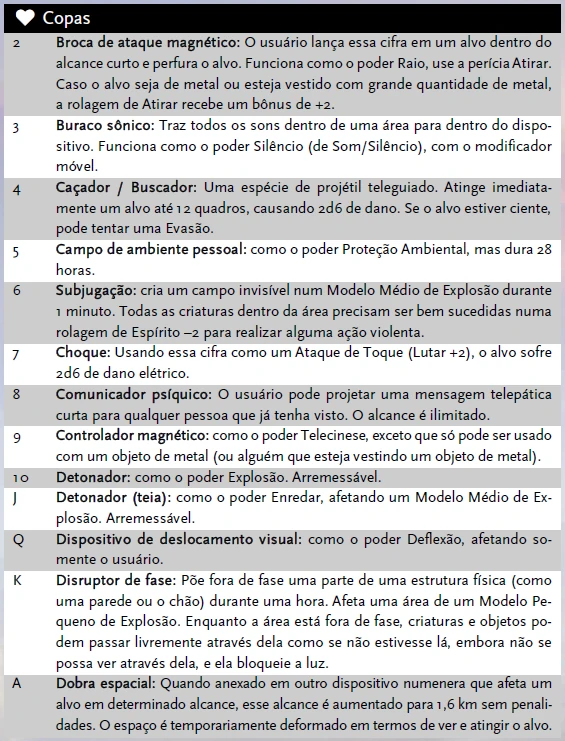 ♥ Copas
2 Broca de ataque magnético: O usuário lança essa cifra em um alvo dentro do
alcance curto e perfura o alvo. Funciona como o poder Raio, use a perícia Atirar.
Caso o alvo seja de metal ou esteja vestido com grande quantidade de metal,
a rolagem de Atirar recebe um bônus de +2.
3 Buraco sônico: Traz todos os sons dentro de uma área para dentro do dispo-
sitivo. Funciona como o poder Silêncio (de Som/Silêncio), com o modificador
móvel.
4 Caçador / Buscador: Uma espécie de projétil teleguiado. Atinge imediata-
mente um alvo até 12 quadros, causando 2d6 de dano. Se o alvo estiver ciente,
pode tentar uma Evasão.
5 Campo de ambiente pessoal: como o poder Proteção Ambiental, mas dura 28
horas.
6 Subjugação: cria um campo invisível num Modelo Médio de Explosão durante
1 minuto. Todas as criaturas dentro da área precisam ser bem sucedidas numa
rolagem de Espírito –2 para realizar alguma ação violenta.
7 Choque: Usando essa cifra como um Ataque de Toque (Lutar +2), o alvo sofre
2d6 de dano elétrico.
8 Comunicador psíquico: O usuário pode projetar uma mensagem telepática
curta para qualquer pessoa que já tenha visto. O alcance é ilimitado.
9 Controlador magnético: como o poder Telecinese, exceto que só pode ser usado
com um objeto de metal (ou alguém que esteja vestindo um objeto de metal).
10 Detonador: como o poder Explosão. Arremessável.
J Detonador (teia): como o poder Enredar, afetando um Modelo Médio de Ex-
plosão. Arremessável.
Q Dispositivo de deslocamento visual: como o poder Deflexão, afetando so-
mente o usuário.
K Disruptor de fase: Põe fora de fase uma parte de uma estrutura física (como
uma parede ou o chão) durante uma hora. Afeta uma área de um Modelo Pe-
queno de Explosão. Enquanto a área está fora de fase, criaturas e objetos po-
dem passar livremente através dela como se não estivesse lá, embora não se
possa ver através dela, e ela bloqueie a luz.
A Dobra espacial: Quando anexado em outro dispositivo numenera que afeta um
alvo em determinado alcance, esse alcance é aumentado para 1,6 km sem penali-
dades. O espaço é temporariamente deformado em termos de ver e atingir o alvo.